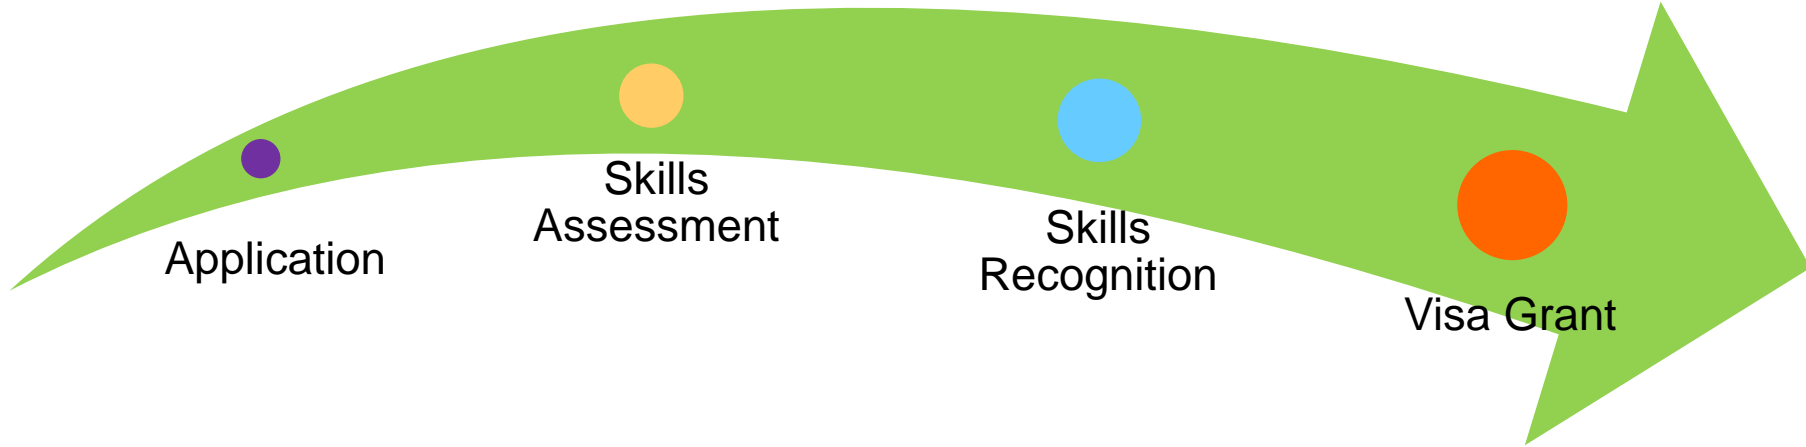 Application
Skills
Assessment
Skills
Recognition
Visa Grant